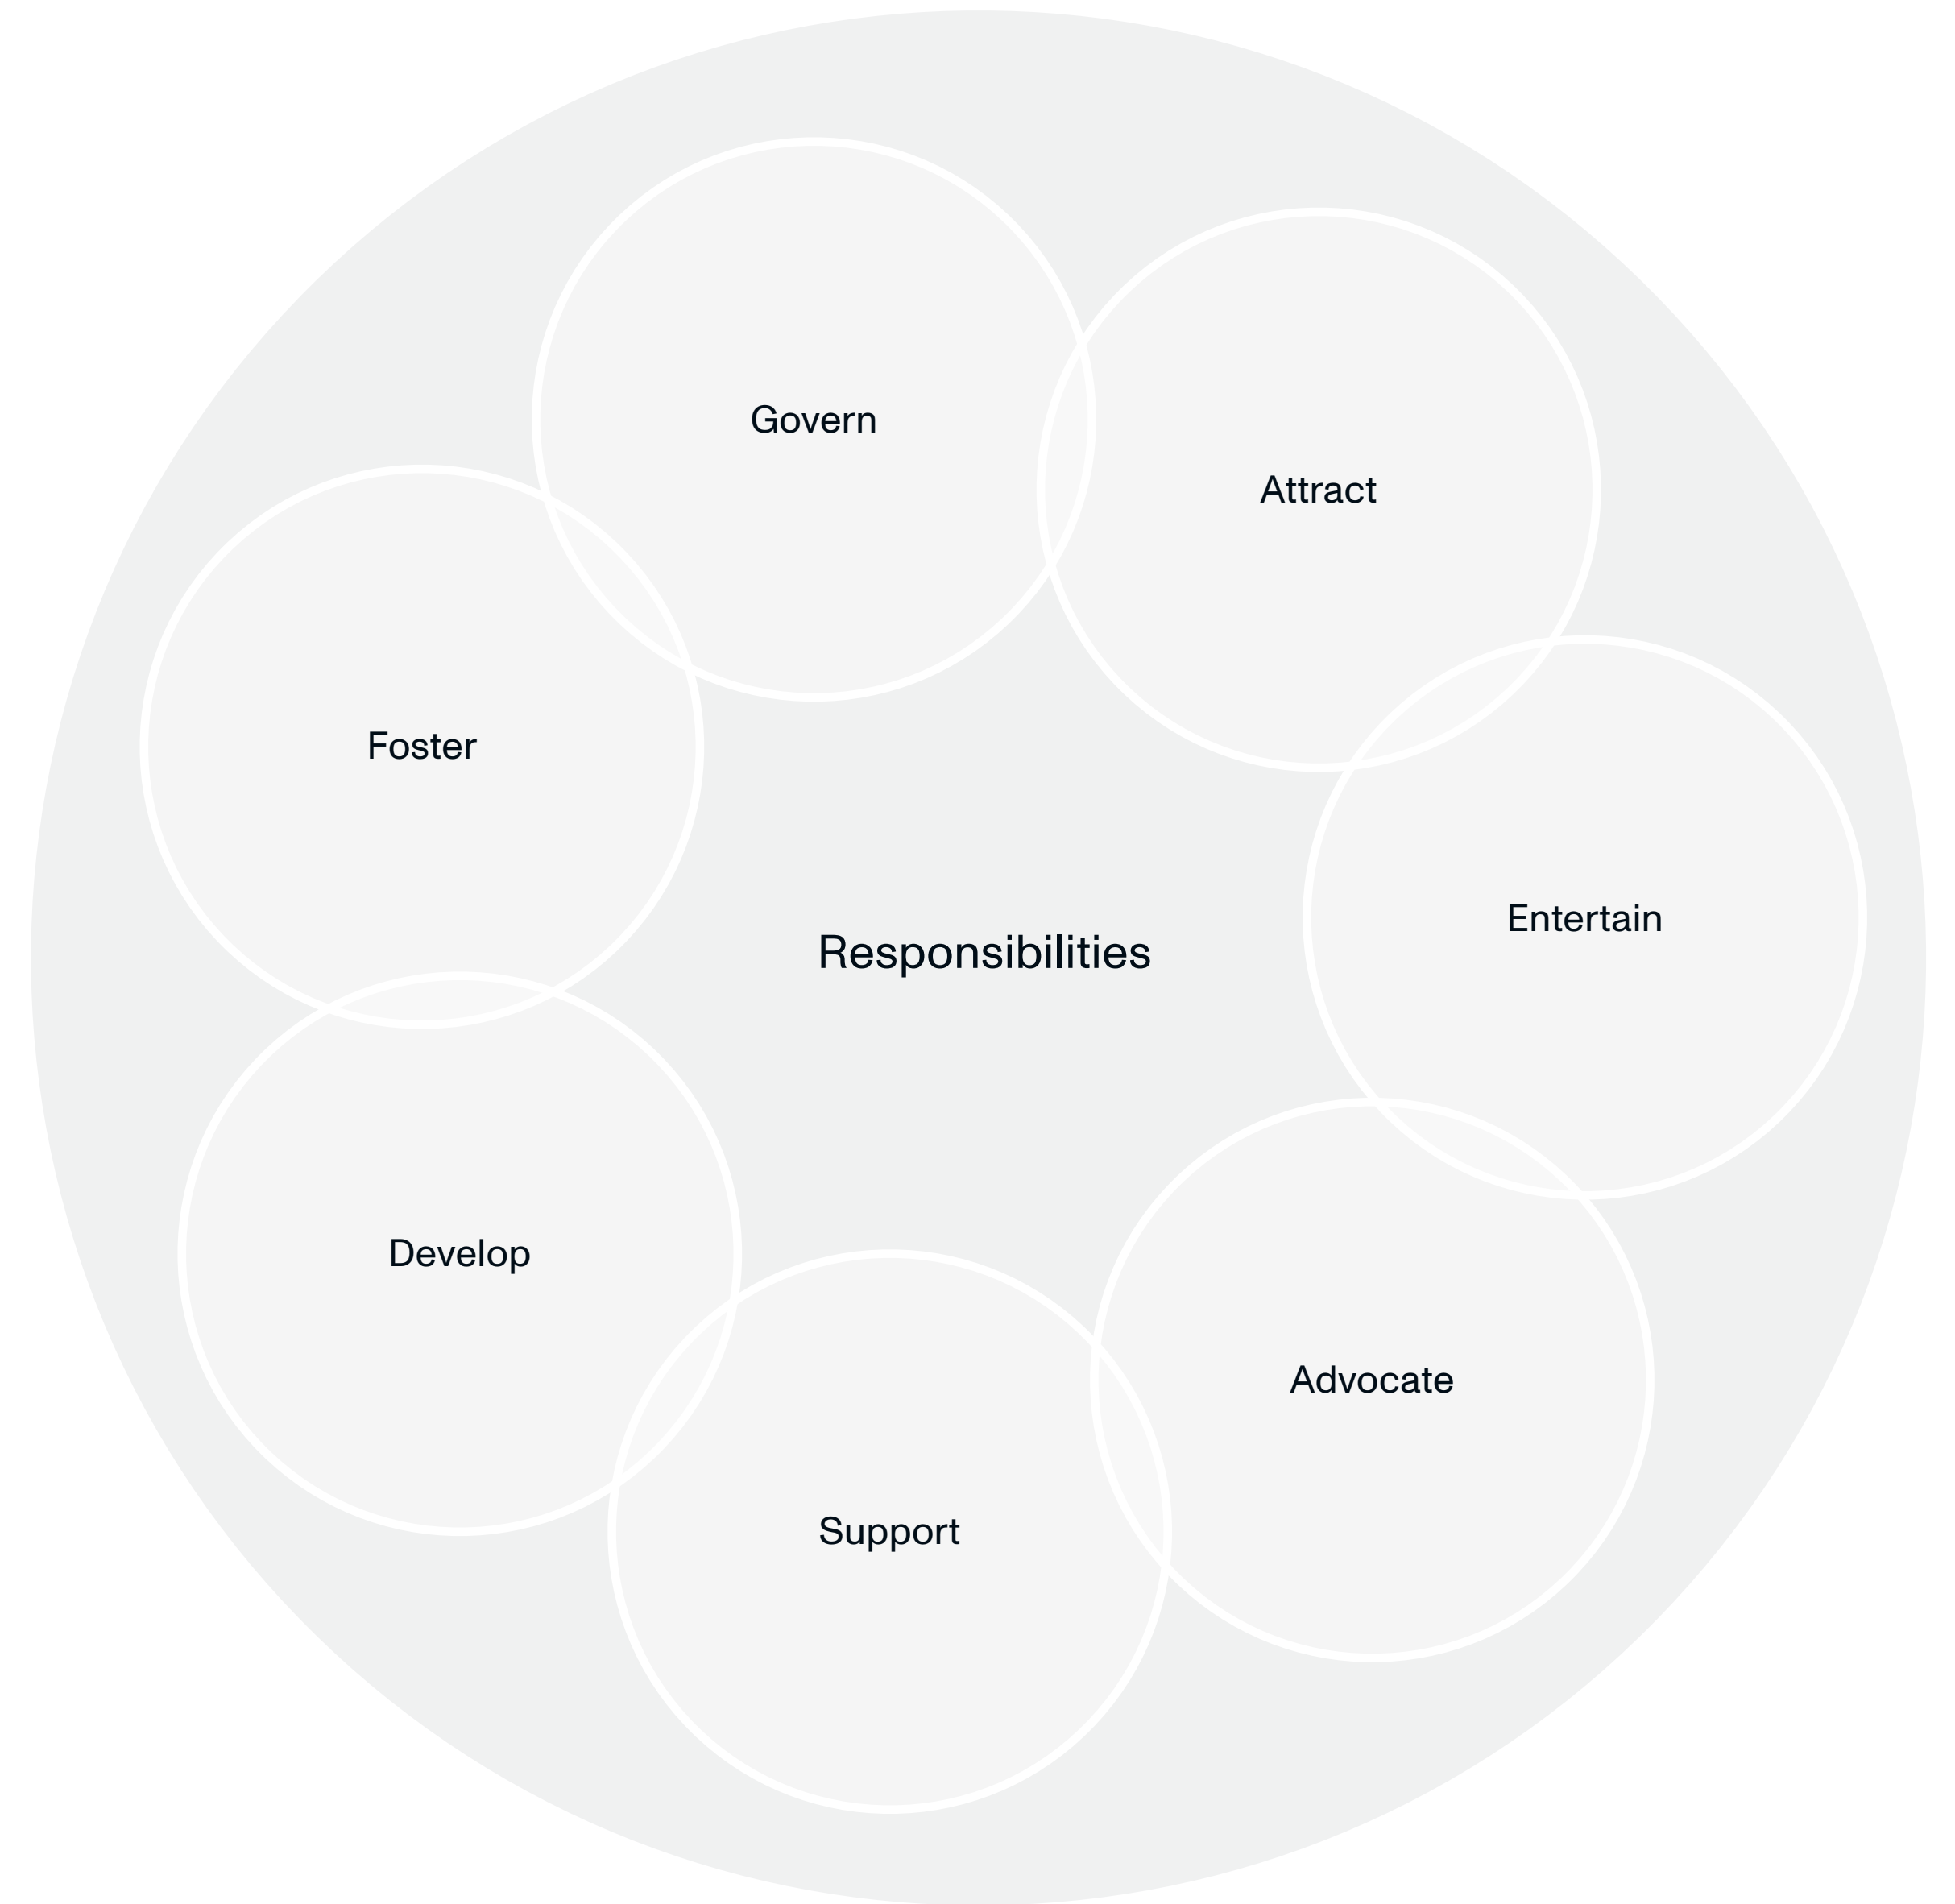 Govern
Attract
Foster
Entertain
Responsibilities
Develop
Advocate
Support